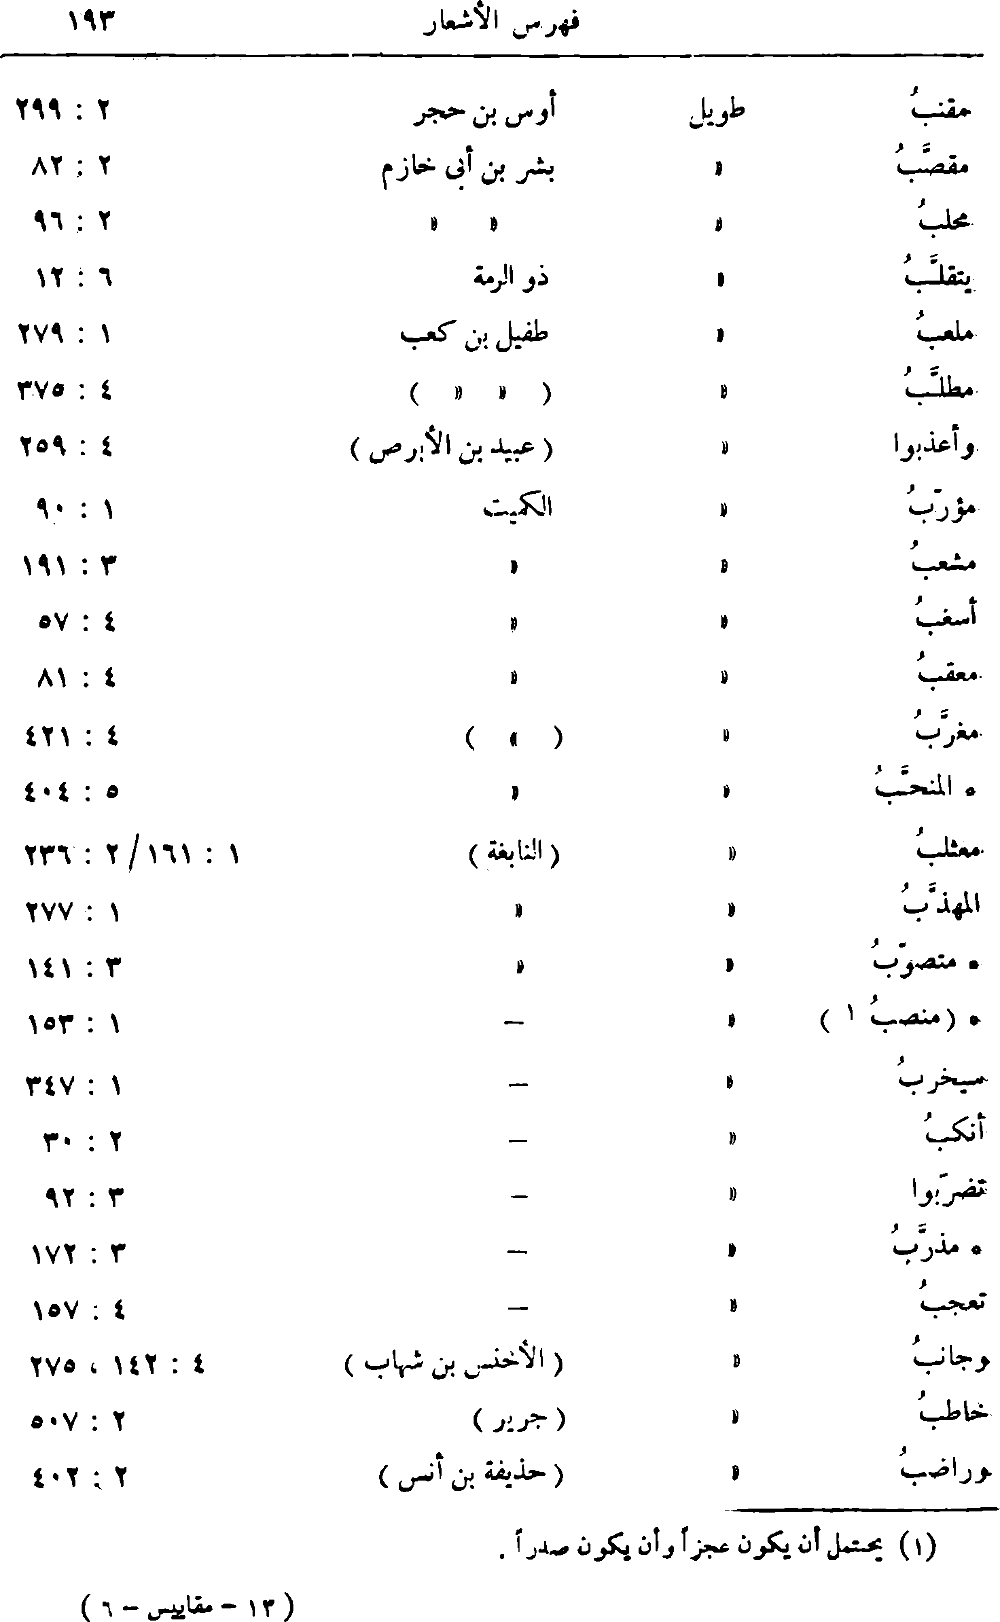 فهرس الأشعار ١٩٣
مقنبُ طويل أوس بن حجر ٢ : ٢٩٩
مقصَّبُ » بشر بن أبى خازم ٢ : ٨٢
محلبُ » » » ٢ : ٩٦
يتقلَّبُ » ذو الرمة ٦ : ١٢
ملعبُ » طفيل بن كعب ١ : ٢٧٩
مطلَّبُ » ( » » ) ٤ : ٣٧٥
وأعذبوا » ( عبيد بن الأبرص ) ٤ : ٢٥٩
مؤرّبُ » الكميت ١ : ٩٠
مشعبُ » » ٣ : ١٩١
أسغبُ » » ٤ : ٥٧
معقبُ » » ٤ : ٨١
مغرَّبُ » ( » ) ٤ : ٤٢١
* المنحَّبُ » » ٥ : ٤٠٤
معثلبُ » ( النابغة ) ١ : ١٦١ / ٢ : ٢٣٦
المهذَّبُ » » ١ : ٢٧٧
* متصوّبُ » » ٣ : ١٤١
* ( منصبُ ١ ) » — ١ : ١٥٣
سيخربُ » — ١ : ٣٤٧
أنكبُ » — ٢ : ٣٠
تضرّبوا » — ٣ : ٩٢
* مذرَّبُ » — ٣ : ١٧٢
تعجبُ » — ٤ : ١٥٧
وجانبُ » ( الأخنس بن شهاب ) ٤ : ١٤٢ ، ٢٧٥
خاطبُ » ( جرير ) ٢ : ٥٠٧
وراضبُ » ( حذيفة بن أنس ) ٢ : ٤٠٢
(١) يحتمل أن يكون عجزاً وأن يكون صدراً .
( ١٣ — مقاييس — ٦ )